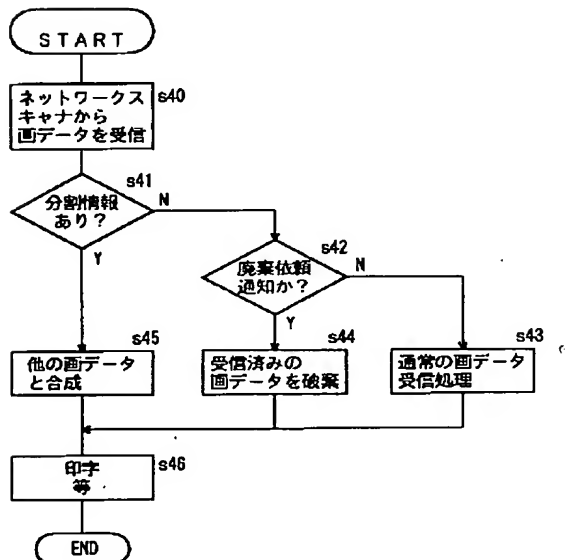 START
ネットワークス
キャナから
画データを受信
s40
分割情報
あり?
s41
N
Y
廃棄依頼
通知か?
s42
N
Y
他の画データ
と合成
s45
受信済みの
画データを破棄
s44
通常の画データ
受信処理
s43
印字
等
s46
END